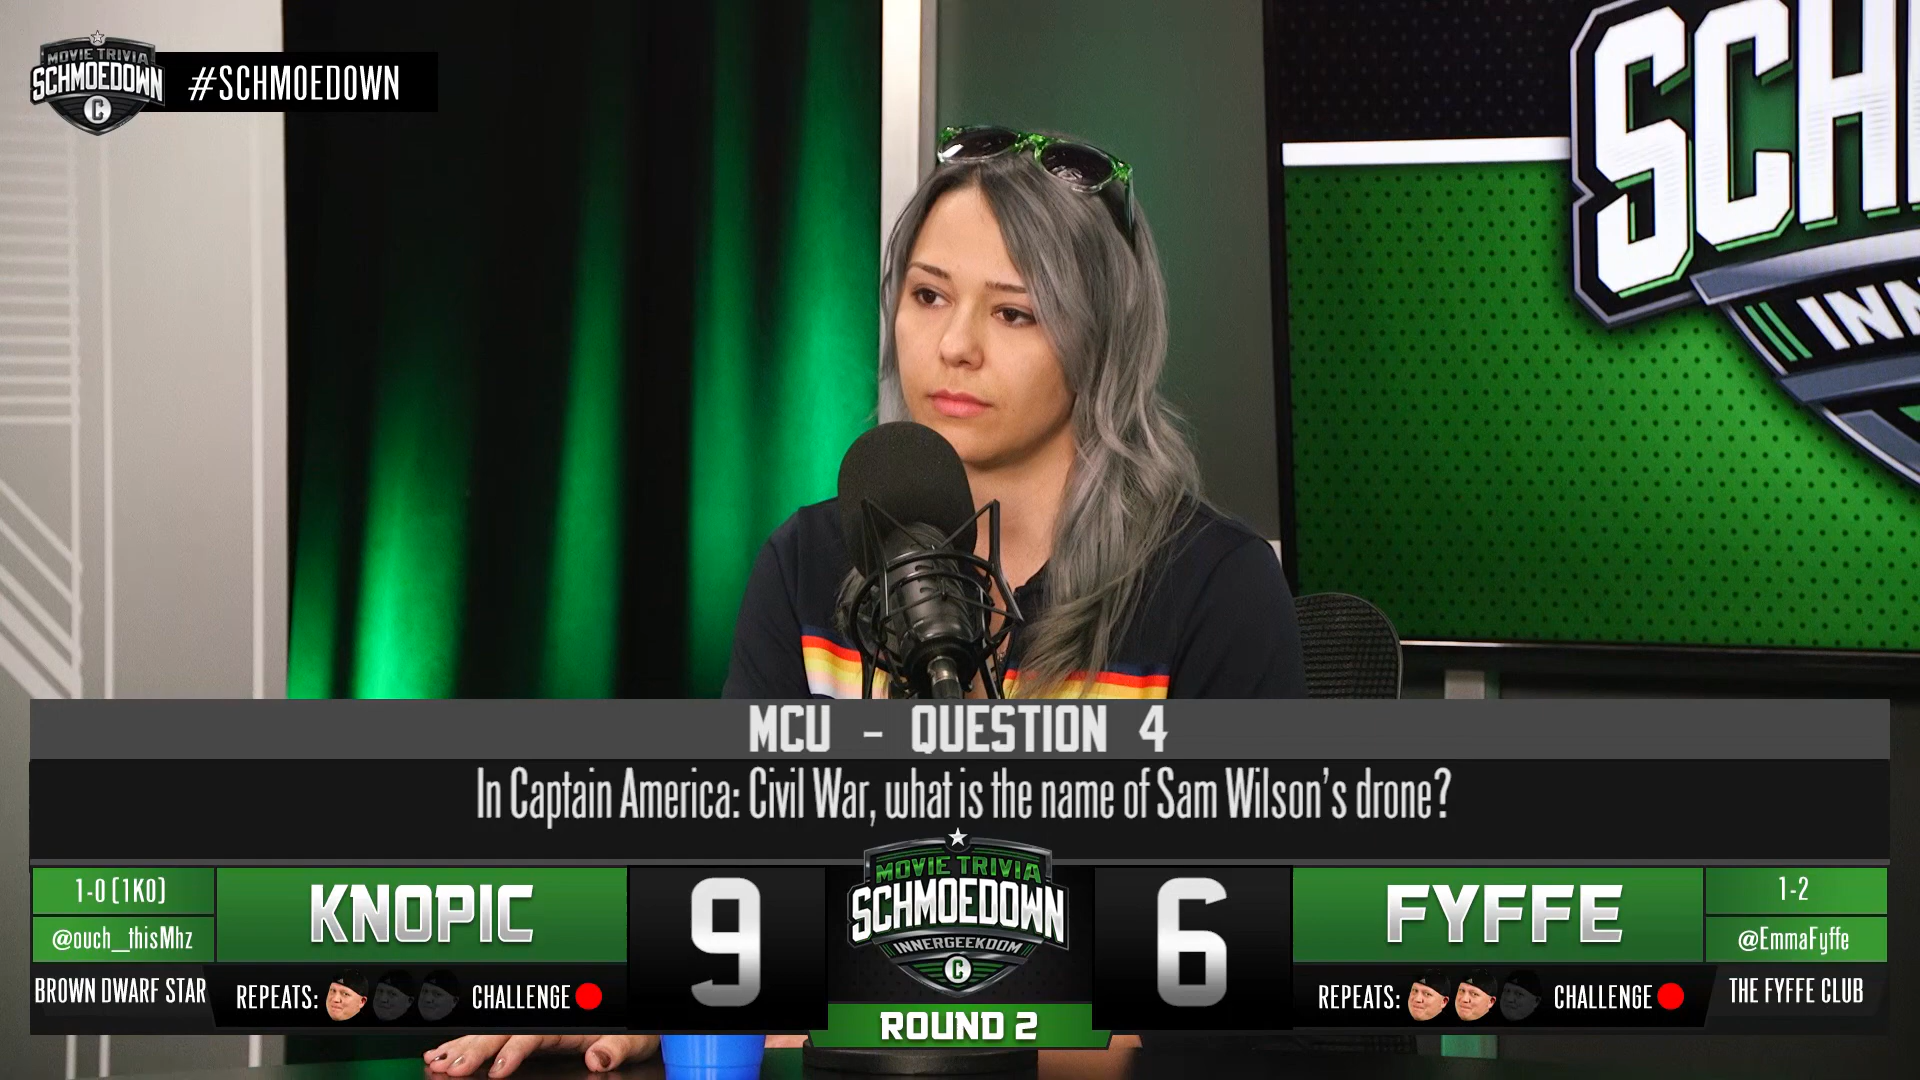 MOVIE TRIVIA
SCHMOEDOWN
C
#SCHMOEDOWN
MCU - QUESTION 4
In Captain America: Civil War, what is the name of Sam Wilson's drone?
1-0 (1KO)
@ouch_thisMhz
BROWN DWARF STAR
KNOPIC
REPEATS:
CHALLENGE
9
MOVIE TRIVIA
SCHMOEDOWN
INNERGEEKDOM
C
ROUND 2
6
FYFFE
REPEATS:
CHALLENGE
1-2
@EmmaFyffe
THE FYFFE CLUB